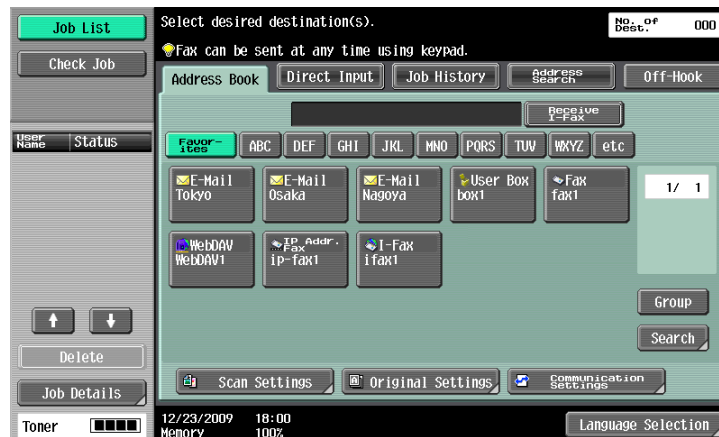 Job List
Check Job
User Name
Status
Delete
Job Details
Toner
Select desired destination(s).
No. of Dest.
000
Fax can be sent at any time using keypad.
Address Book
Direct Input
Job History
Address Search
Off-Hook
Receive
I-Fax
Favor-
ites
ABC
DEF
GHI
JKL
MNO
PQRS
TUV
WXYZ
etc
E-Mail
Tokyo
E-Mail
Osaka
E-Mail
Nagoya
User Box
box1
Fax
fax1
1/ 1
WebDAV
WebDAV1
IP Addr.
Fax
ip-fax1
I-Fax
ifax1
Group
Search
Scan Settings
Original Settings
Communication
Settings
12/23/2009 18:00
Memory 100%
Language Selection